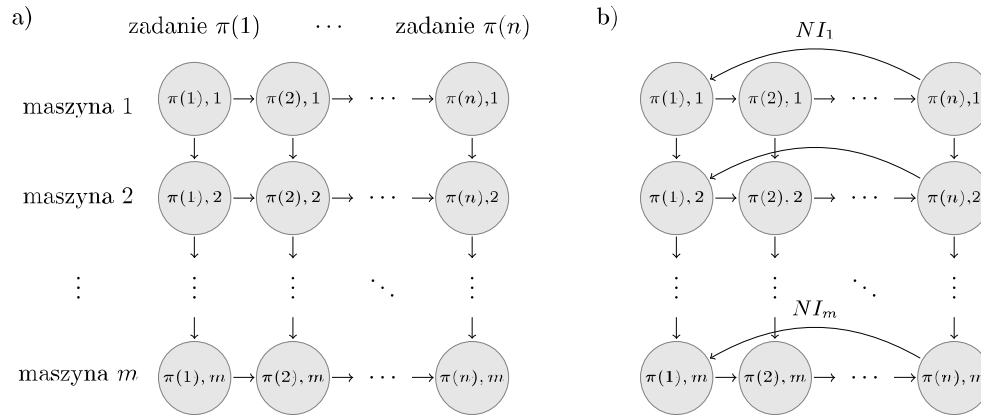 a)
zadanie π(1) ⋯ zadanie π(n)
maszyna 1
π(1), 1 π(2), 1 ⋯ π(n),1
maszyna 2
π(1), 2 π(2), 2 ⋯ π(n),2
⋮ ⋮ ⋮ ⋱ ⋮
maszyna m
π(1), m π(2), m ⋯ π(n), m
b)
NI₁
π(1), 1 π(2), 1 ⋯ π(n),1
π(1), 2 π(2), 2 ⋯ π(n),2
⋮ ⋮ ⋱ ⋮
NIₘ
π(1), m π(2), m ⋯ π(n), m